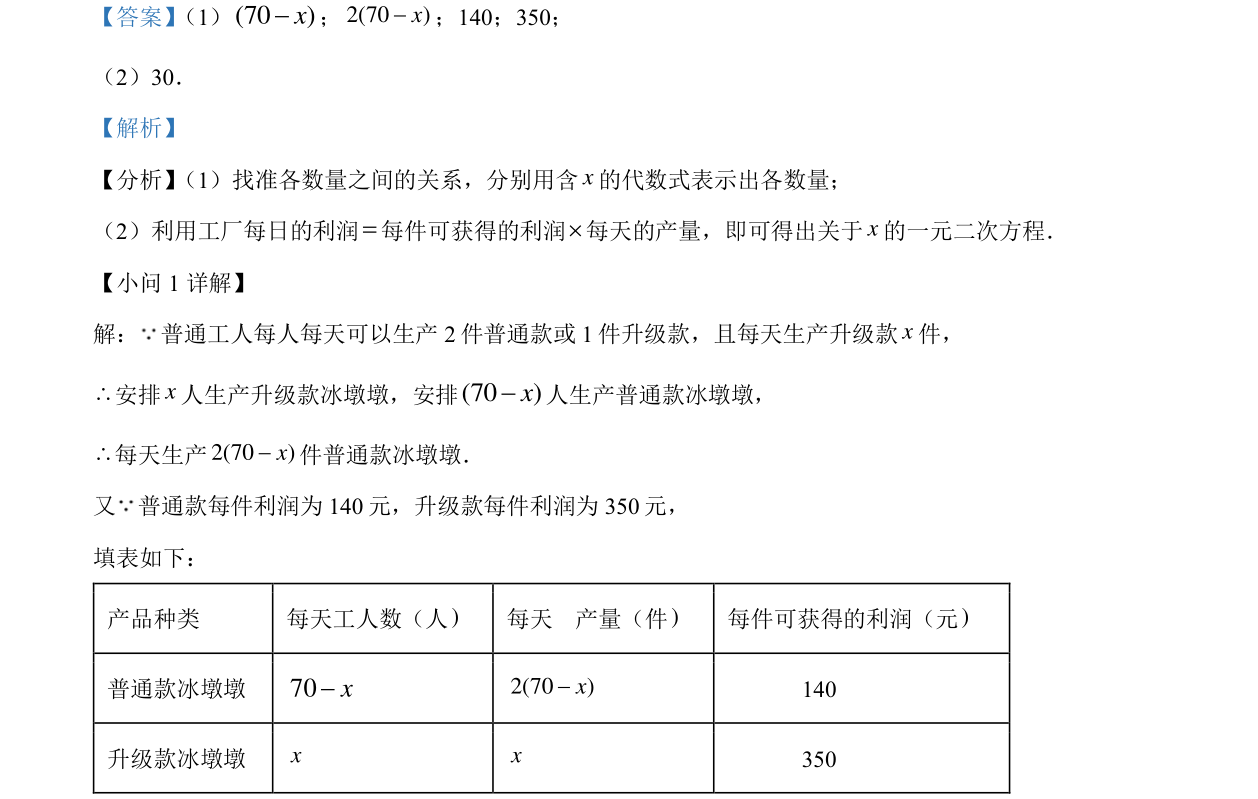 【答案】（1）(70－x)；2(70－x)；140；350；
（2）30．
【解析】
【分析】（1）找准各数量之间的关系，分别用含 x 的代数式表示出各数量；
（2）利用工厂每日的利润＝每件可获得的利润×每天的产量，即可得出关于 x 的一元二次方程．
【小问 1 详解】
解：∵普通工人每人每天可以生产 2 件普通款或 1 件升级款，且每天生产升级款 x 件，
∴安排 x 人生产升级款冰墩墩，安排 (70－x) 人生产普通款冰墩墩，
∴每天生产 2(70－x) 件普通款冰墩墩．
又∵普通款每件利润为 140 元，升级款每件利润为 350 元，
填表如下：
产品种类 每天工人数（人） 每天 产量（件） 每件可获得的利润（元）
普通款冰墩墩 70－x 2(70－x) 140
升级款冰墩墩 x x 350